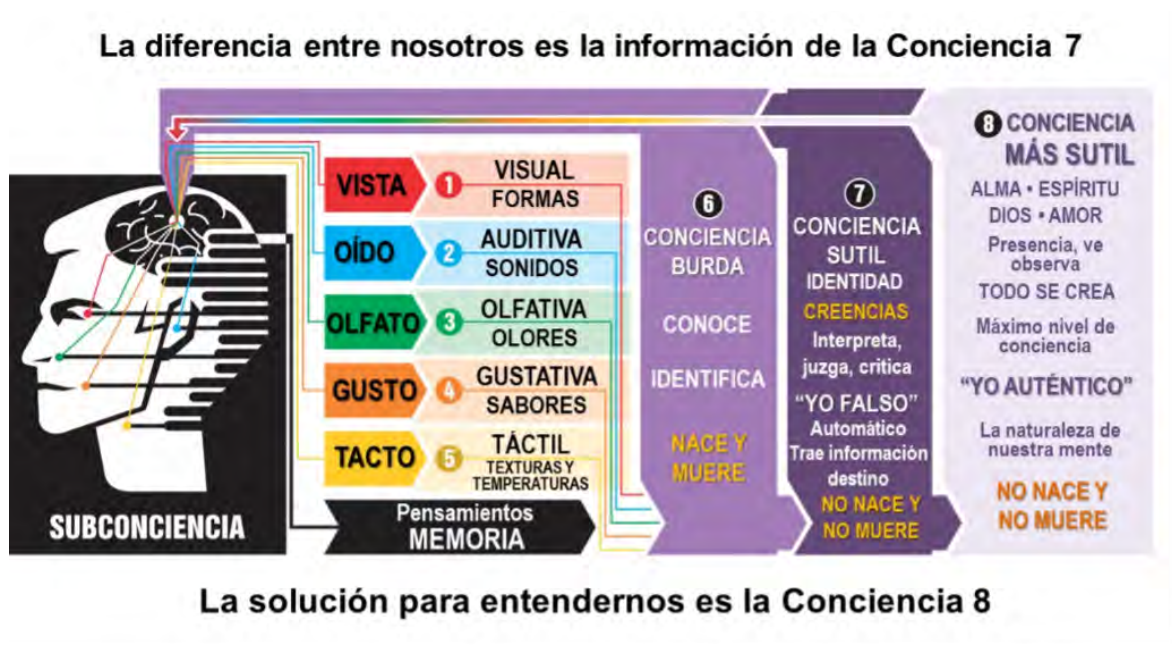 La diferencia entre nosotros es la información de la Conciencia 7
SUBCONCIENCIA
VISTA
1
VISUAL
FORMAS
OÍDO
2
AUDITIVA
SONIDOS
OLFATO
3
OLFATIVA
OLORES
GUSTO
4
GUSTATIVA
SABORES
TACTO
5
TÁCTIL
TEXTURAS Y
TEMPERATURAS
Pensamientos
MEMORIA
6
CONCIENCIA
BURDA
CONOCE
IDENTIFICA
NACE Y
MUERE
7
CONCIENCIA
SUTIL
IDENTIDAD
CREENCIAS
Interpreta,
juzga, critica
“YO FALSO”
Automático
Trae información
destino
NO NACE Y
NO MUERE
8 CONCIENCIA
MÁS SUTIL
ALMA • ESPÍRITU
DIOS • AMOR
Presencia, ve
observa
TODO SE CREA
Máximo nivel de
conciencia
“YO AUTÉNTICO”
La naturaleza de
nuestra mente
NO NACE Y
NO MUERE
La solución para entendernos es la Conciencia 8